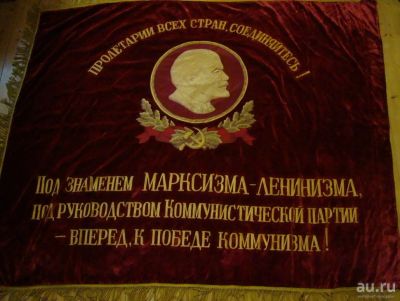 ПРОЛЕТАРИИ ВСЕХ СТРАН, СОЕДИНЯЙТЕСЬ!
ПОД ЗНАМЕНЕМ МАРКСИЗМА-ЛЕНИНИЗМА,
ПОД РУКОВОДСТВОМ КОММУНИСТИЧЕСКОЙ ПАРТИИ
– ВПЕРЕД, К ПОБЕДЕ КОММУНИЗМА!
au.ru